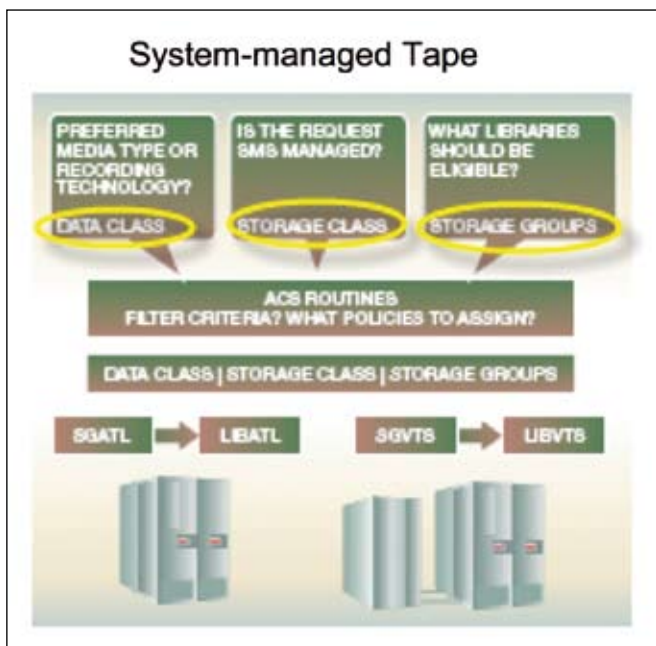 System-managed Tape
PREFERRED
MEDIA TYPE OR
RECORDING
TECHNOLOGY?
DATA CLASS
IS THE REQUEST
SMS MANAGED?
STORAGE CLASS
WHAT LIBRARIES
SHOULD BE
ELIGIBLE?
STORAGE GROUPS
ACS ROUTINES
FILTER CRITERIA? WHAT POLICIES TO ASSIGN?
DATA CLASS | STORAGE CLASS | STORAGE GROUPS
SGATL
LIBATL
SGVTS
LIBVTS